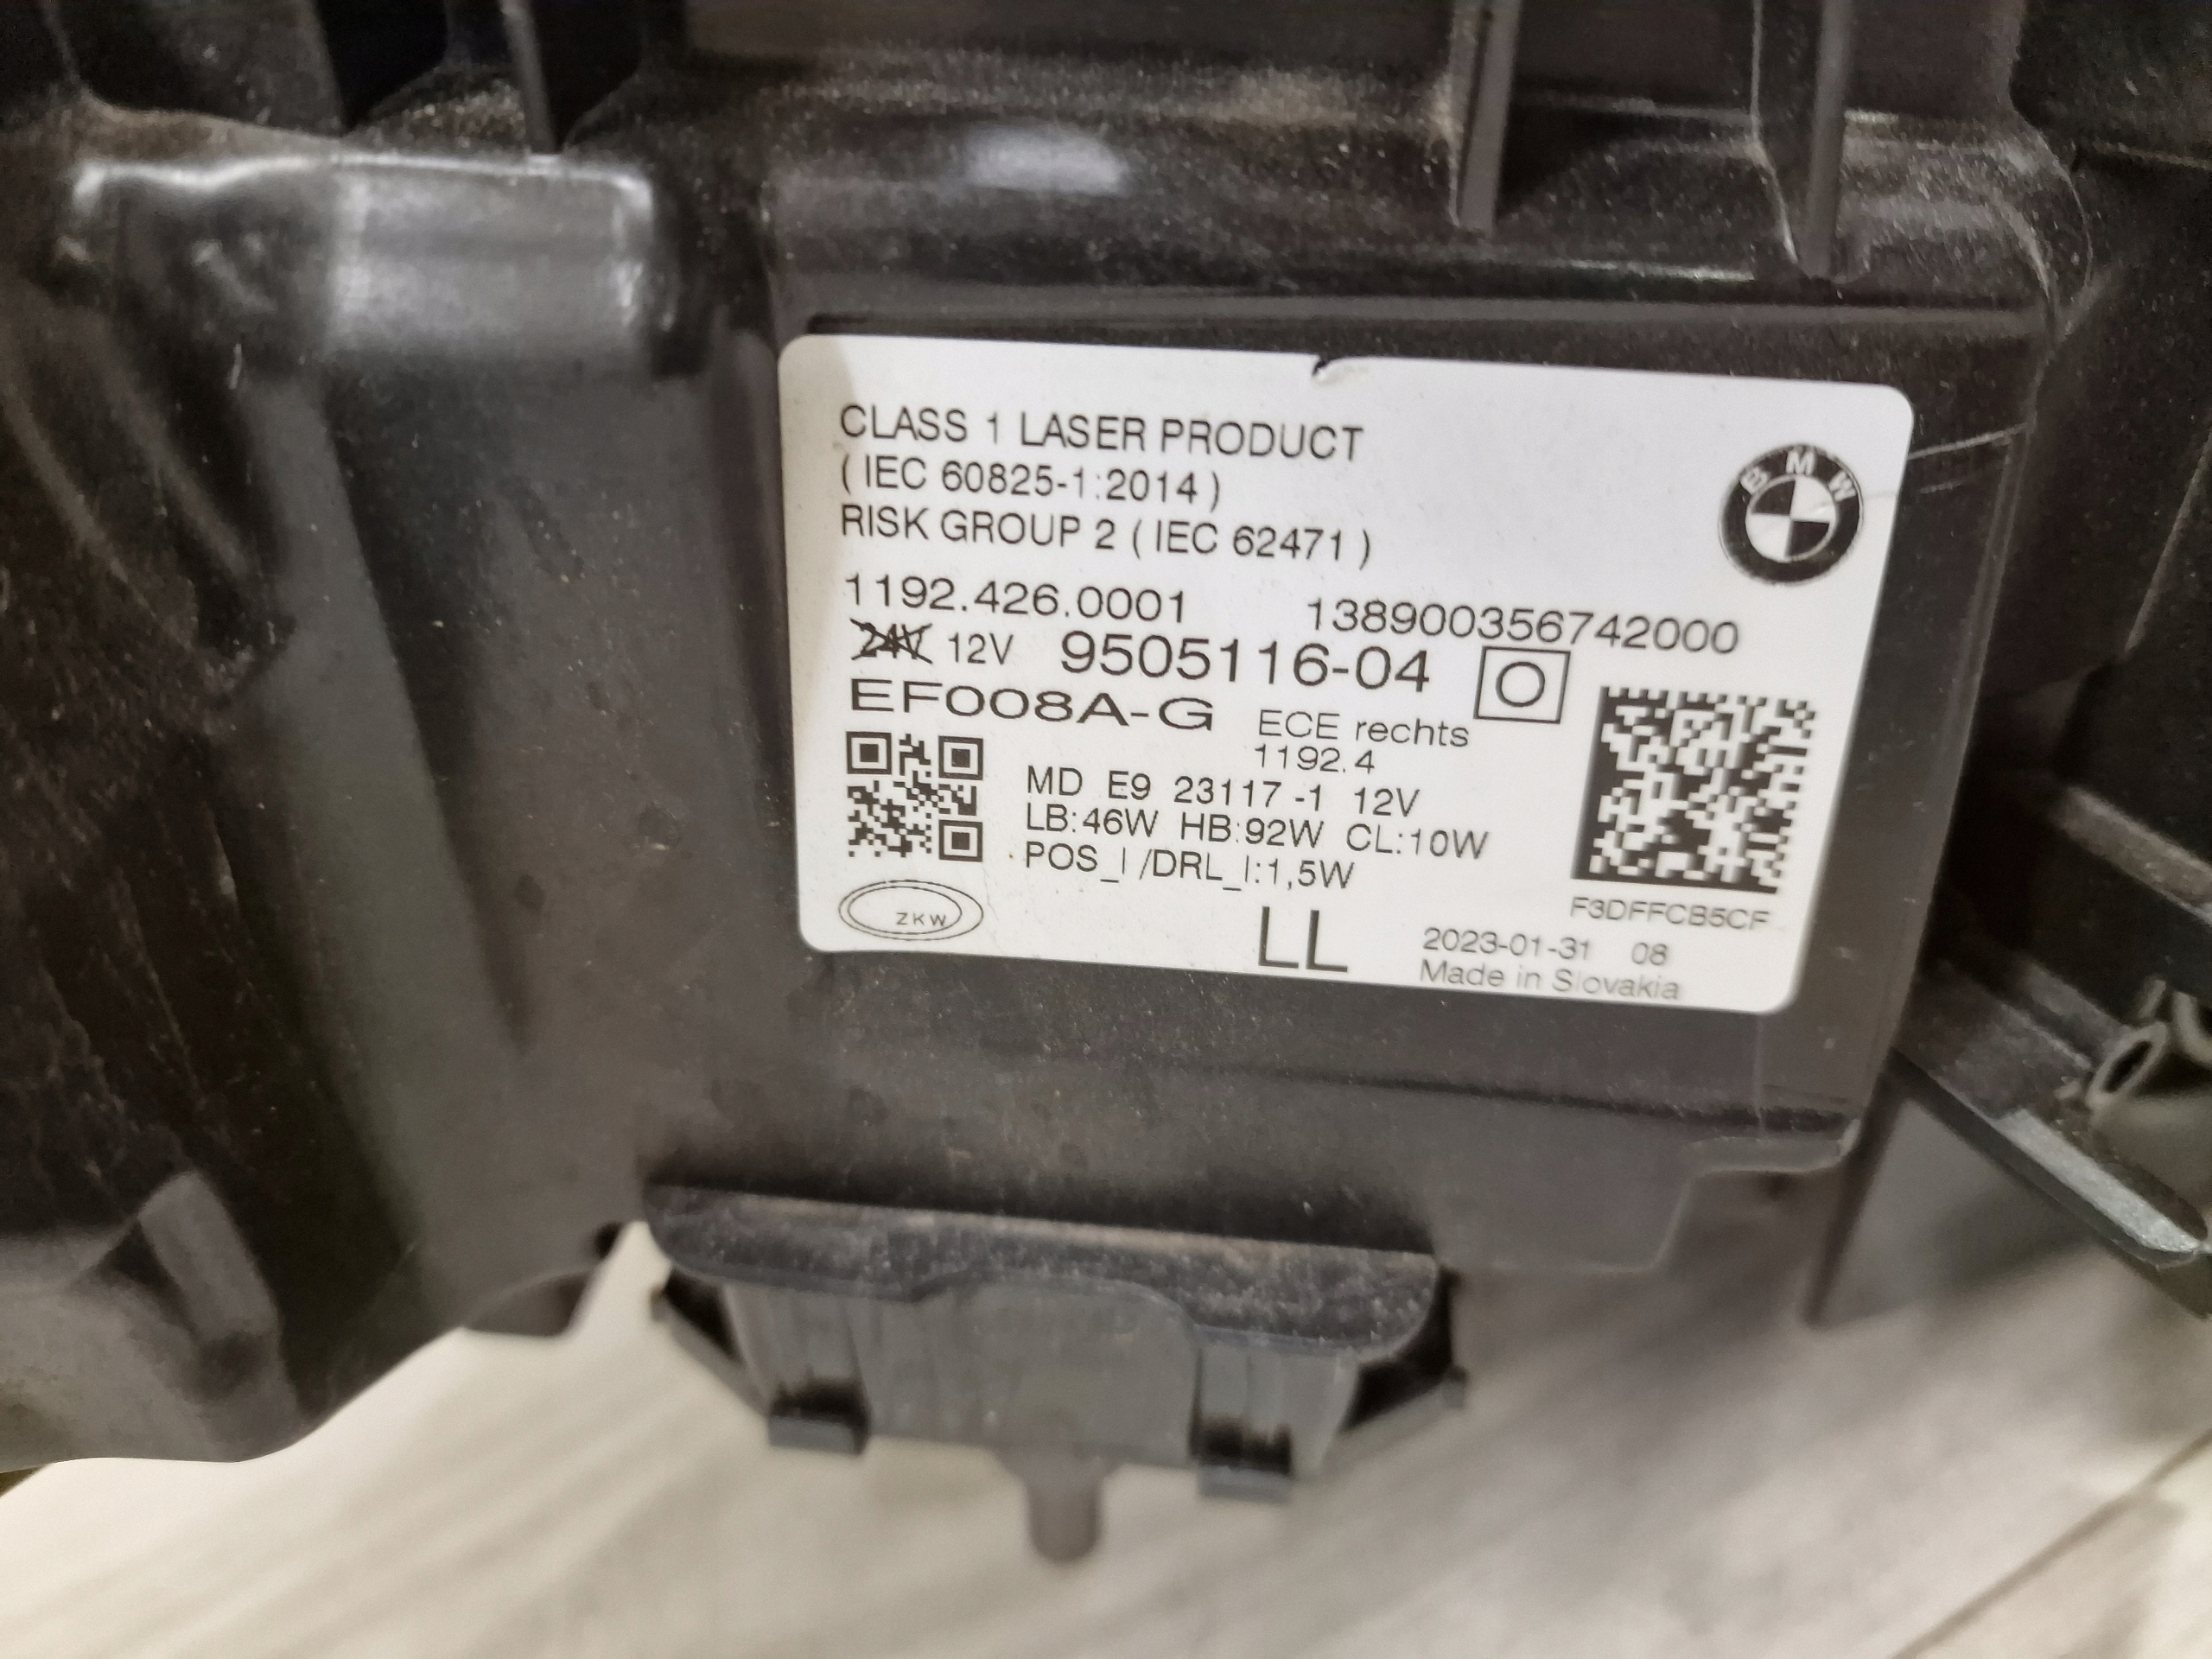 CLASS 1 LASER PRODUCT
( IEC 60825-1:2014 )
RISK GROUP 2 ( IEC 62471 )
BMW
1192.426.0001 138900356742000
24V 12V 9505116-04 O
EF008A-G ECE rechts
1192.4
MD E9 23117 -1 12V
LB:46W HB:92W CL:10W
POS_I /DRL_I:1,5W
F3DFFCB5CF
ZKW
LL
2023-01-31 08
Made in Slovakia